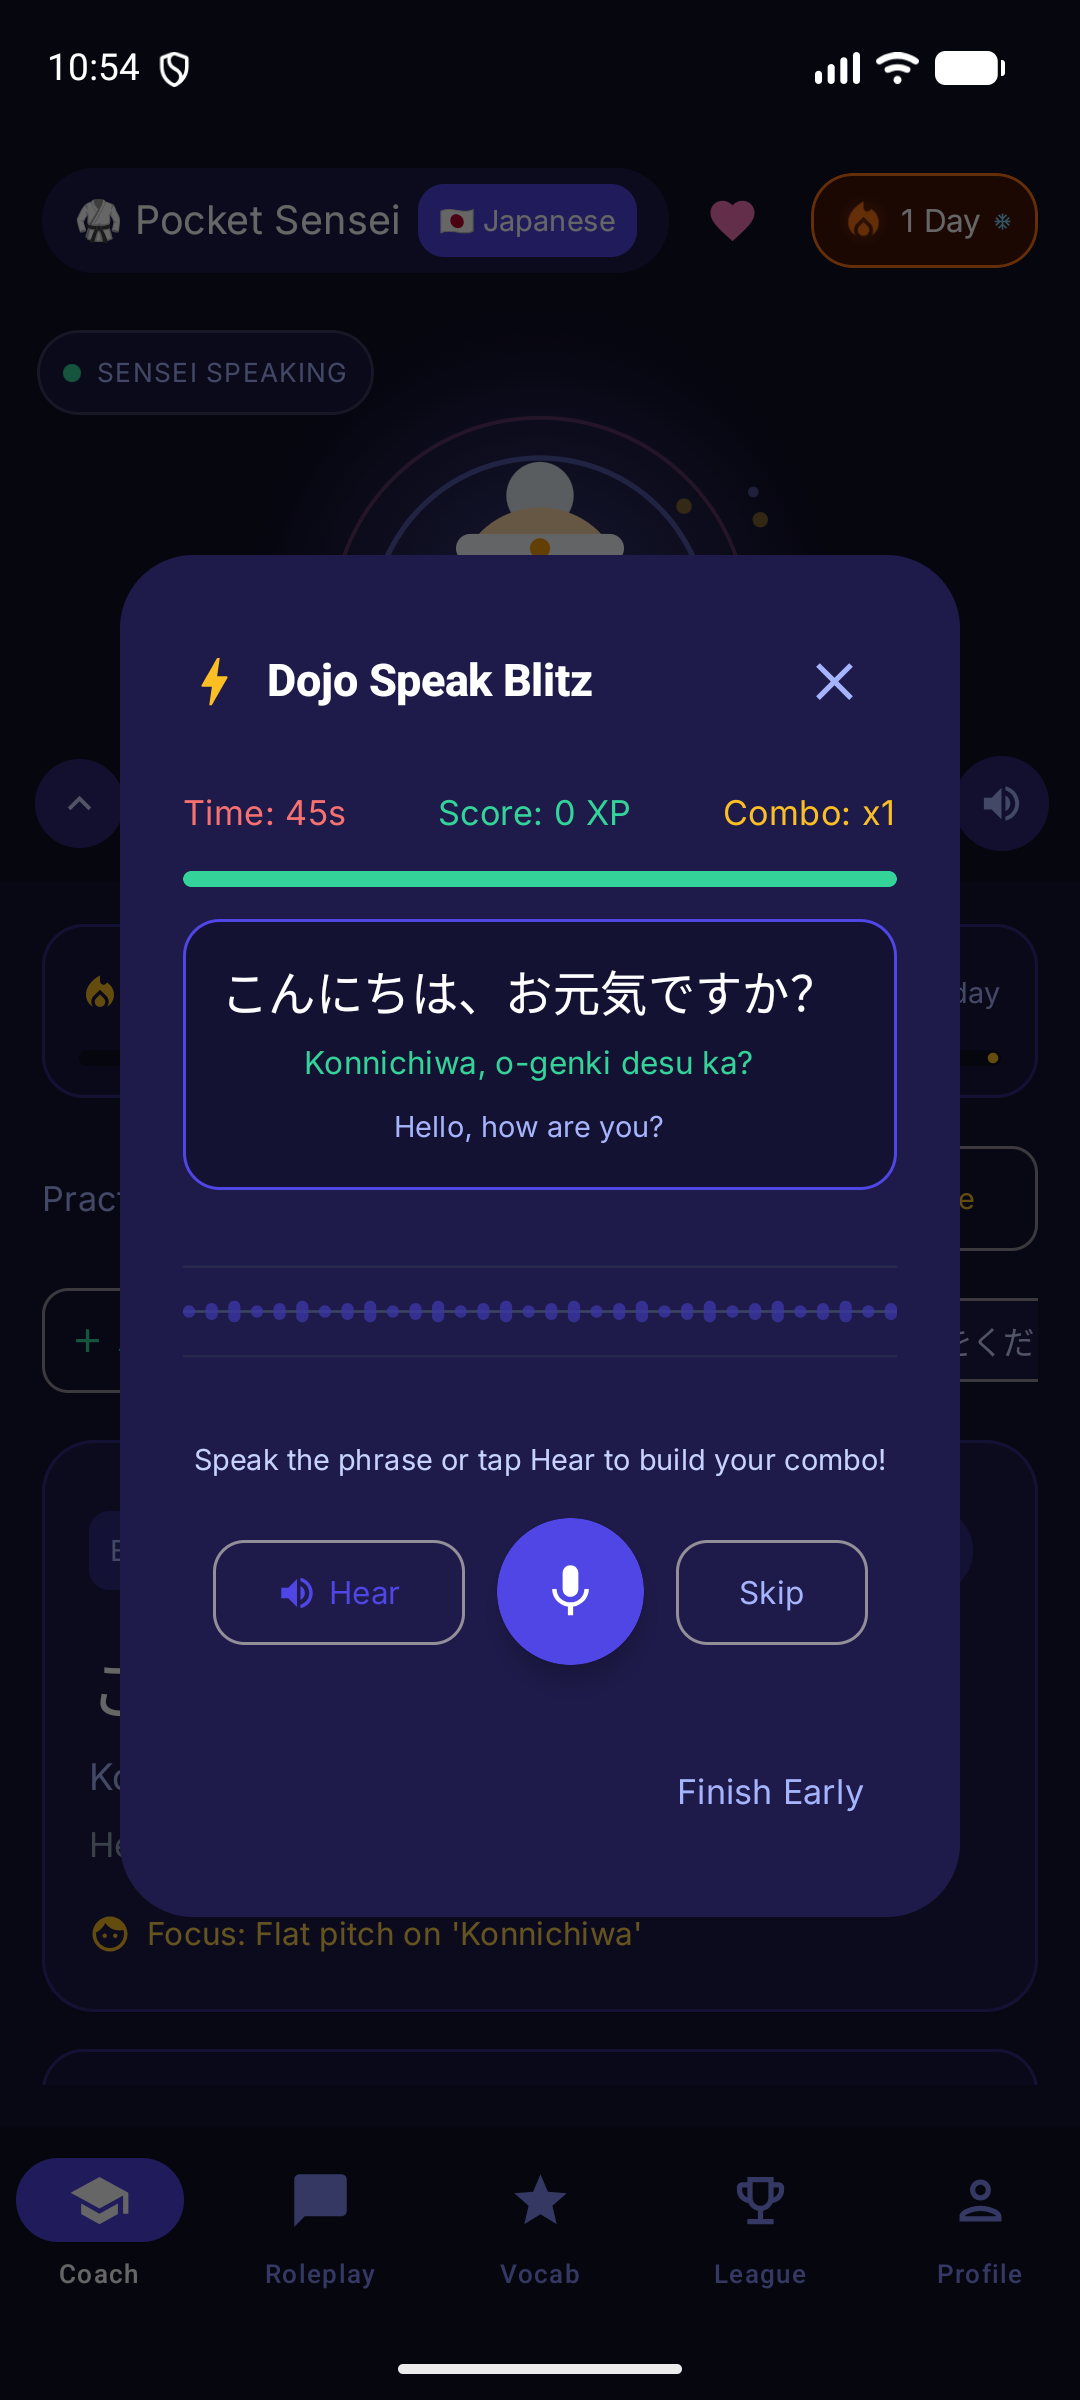 10:54
Pocket Sensei
Japanese
1 Day
SENSEI SPEAKING
Dojo Speak Blitz
Time: 45s
Score: 0 XP
Combo: x1
こんにちは、お元気ですか？
Konnichiwa, o-genki desu ka?
Hello, how are you?
Speak the phrase or tap Hear to build your combo!
Hear
Skip
Finish Early
Focus: Flat pitch on 'Konnichiwa'
Coach
Roleplay
Vocab
League
Profile